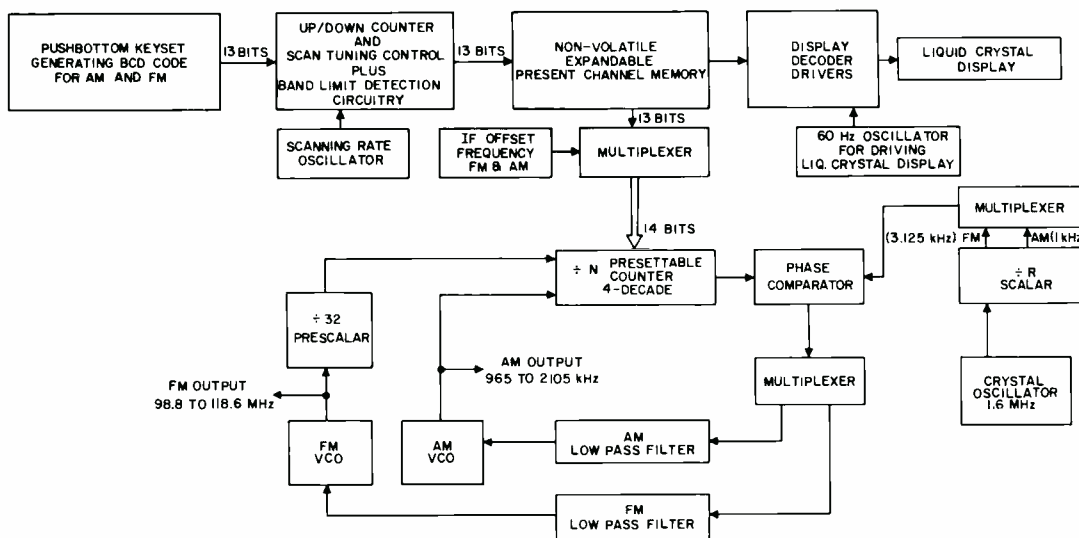 PUSHBOTTOM KEYSET
GENERATING BCD CODE
FOR AM AND FM
13 BITS
UP/DOWN COUNTER
AND
SCAN TUNING CONTROL
PLUS
BAND LIMIT DETECTION
CIRCUITRY
13 BITS
NON-VOLATILE
EXPANDABLE
PRESENT CHANNEL MEMORY
DISPLAY
DECODER
DRIVERS
LIQUID CRYSTAL
DISPLAY
SCANNING RATE
OSCILLATOR
IF OFFSET
FREQUENCY
FM & AM
13 BITS
MULTIPLEXER
60 Hz OSCILLATOR
FOR DRIVING
LIQ. CRYSTAL DISPLAY
14 BITS
MULTIPLEXER
(3.125 kHz) FM
AM(1 kHz
÷ N PRESETTABLE
COUNTER
4-DECADE
PHASE
COMPARATOR
÷ R
SCALAR
÷ 32
PRESCALAR
AM OUTPUT
965 TO 2105 kHz
MULTIPLEXER
CRYSTAL
OSCILLATOR
1.6 MHz
FM OUTPUT
98.8 TO 118.6 MHz
FM
VCO
AM
VCO
AM
LOW PASS FILTER
FM
LOW PASS FILTER